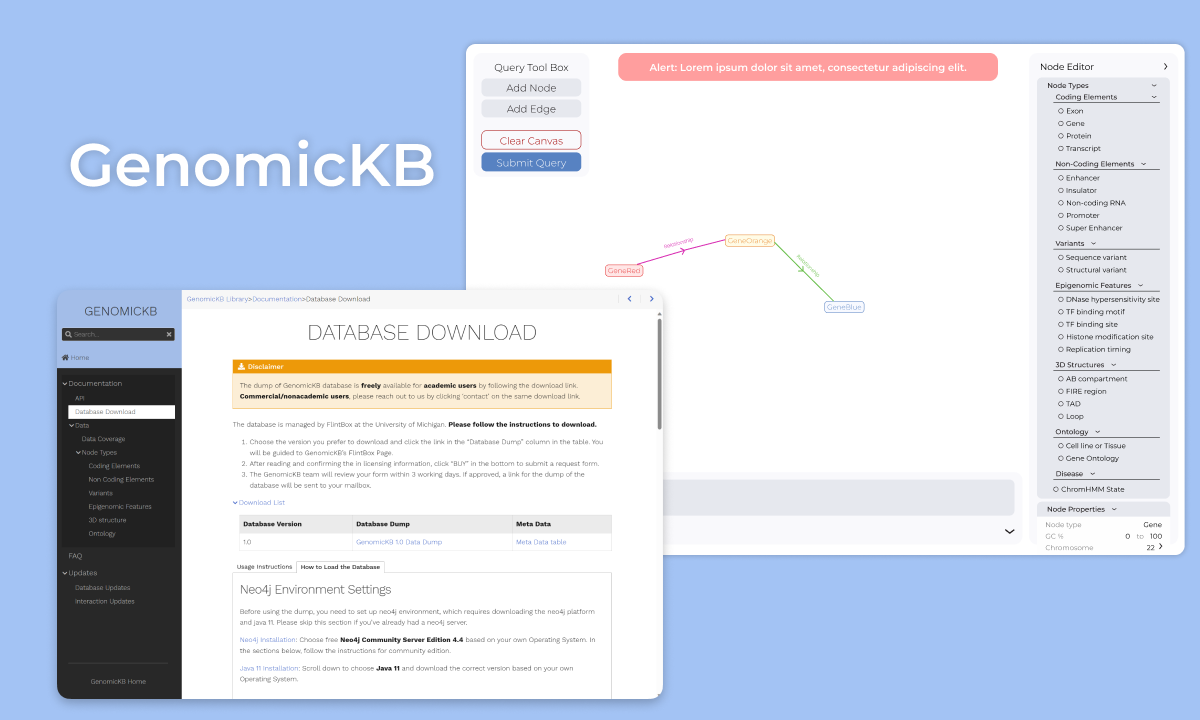 GenomicKB
Query Tool Box
Add Node
Add Edge
Clear Canvas
Submit Query
Alert: Lorem ipsum dolor sit amet, consectetur adipiscing elit.
GeneRed
Relationship
GeneOrange
Relationship
GeneBlue
Node Editor
Node Types
Coding Elements
Exon
Gene
Protein
Transcript
Non-Coding Elements
Enhancer
Insulator
Non-coding RNA
Promoter
Super Enhancer
Variants
Sequence variant
Structural variant
Epigenomic Features
DNase hypersensitivity site
TF binding motif
TF binding site
Histone modification site
Replication timing
3D Structures
AB compartment
FIRE region
TAD
Loop
Ontology
Cell line or Tissue
Gene Ontology
Disease
ChromHMM State
Node Properties
Node type Gene
GC % 0 to 100
Chromosome 22
GENOMICKB
Search...
Home
Documentation
API
Database Download
Data
Data Coverage
Node Types
Coding Elements
Non Coding Elements
Variants
Epigenomic Features
3D structure
Ontology
FAQ
Updates
Database Updates
Interaction Updates
GenomicKB Home
GenomicKB Library>Documentation>Database Download
DATABASE DOWNLOAD
Disclaimer
The dump of GenomicKB database is freely available for academic users by following the download link.
Commercial/nonacademic users, please reach out to us by clicking 'contact' on the same download link.
The database is managed by FlintBox at the University of Michigan. Please follow the instructions to download.
1. Choose the version you prefer to download and click the link in the "Database Dump" column in the table. You
will be guided to GenomicKB's FlintBox Page.
2. After reading and confirming the in licensing information, click "BUY" in the bottom to submit a request form.
3. The GenomicKB team will review your form within 3 working days. If approved, a link for the dump of the
database will be sent to your mailbox.
Download List
Database Version Database Dump Meta Data
1.0 GenomicKB 1.0 Data Dump Meta Data table
Usage Instructions How to Load the Database
Neo4j Environment Settings
Before using the dump, you need to set up neo4j environment, which requires downloading the neo4j platform
and java 11. Please skip this section if you've already had a neo4j server.
Neo4j Installation: Choose free Neo4j Community Server Edition 4.4 based on your own Operating System. In
the sections below, follow the instructions for community edition.
Java 11 Installation: Scroll down to choose Java 11 and download the correct version based on your own
Operating System.